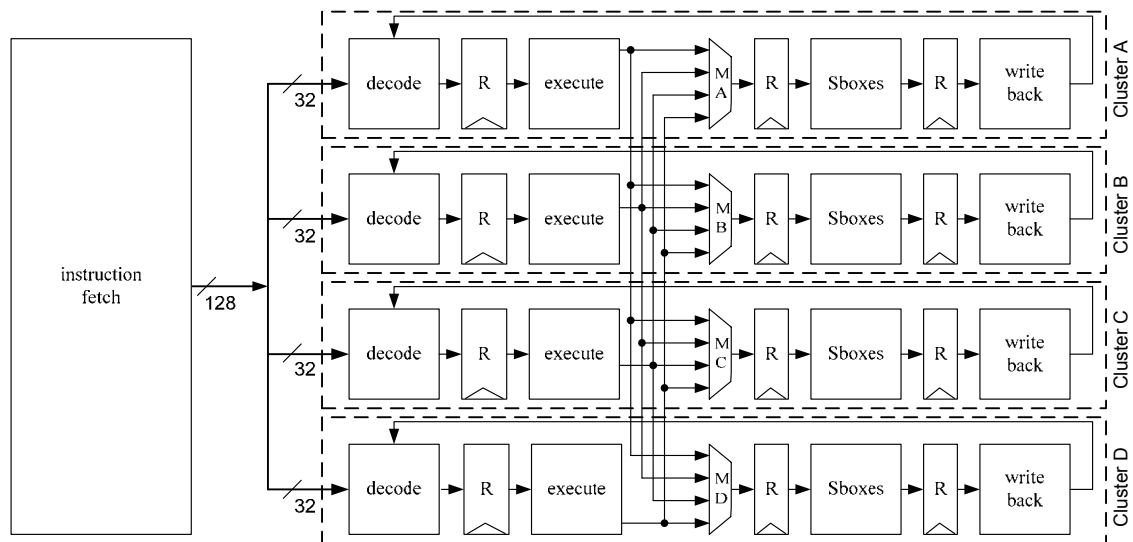 instruction
fetch
128
32
decode
R
execute
M
A
R
Sboxes
R
write
back
Cluster A
32
decode
R
execute
M
B
R
Sboxes
R
write
back
Cluster B
32
decode
R
execute
M
C
R
Sboxes
R
write
back
Cluster C
32
decode
R
execute
M
D
R
Sboxes
R
write
back
Cluster D